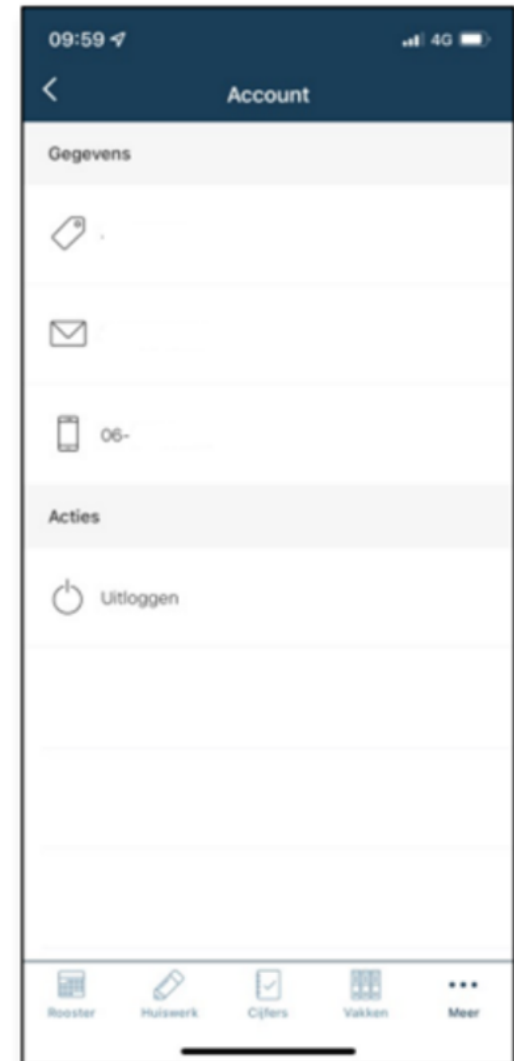 09:59
4G
Account
Gegevens
06-
Acties
Uitloggen
Rooster Huiswerk Cijfers Vakken Meer